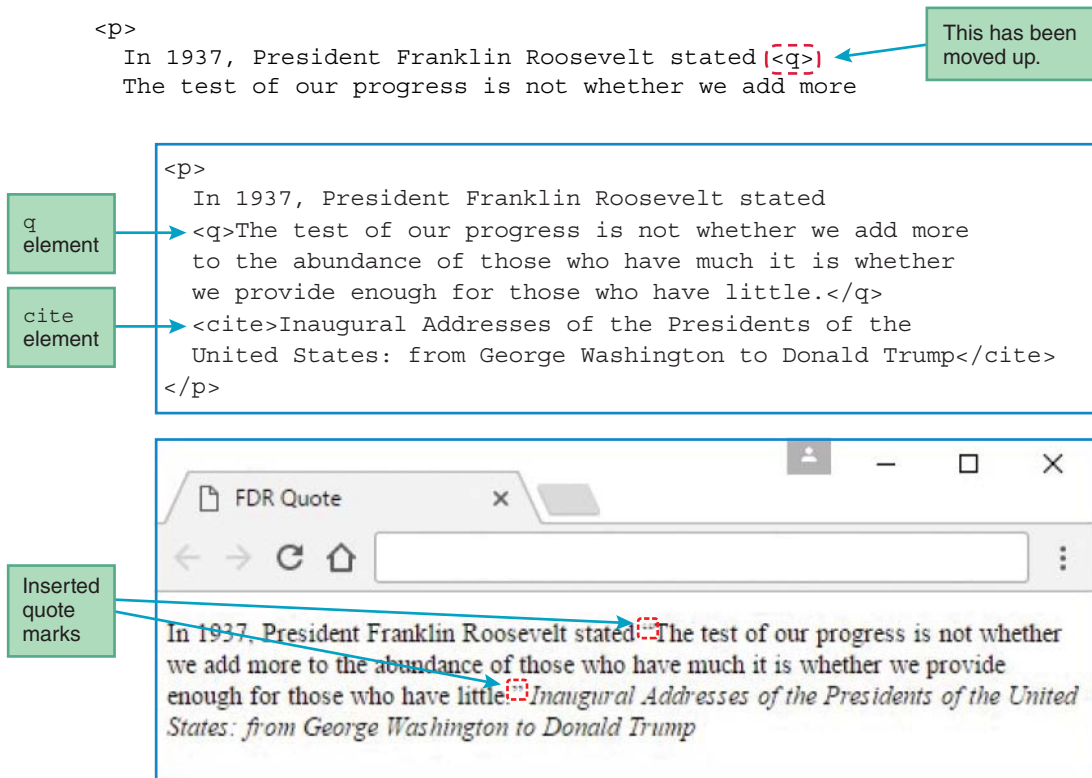 <p>
In 1937, President Franklin Roosevelt stated <q>
The test of our progress is not whether we add more
This has been
moved up.
<p>
In 1937, President Franklin Roosevelt stated
<q>The test of our progress is not whether we add more
to the abundance of those who have much it is whether
we provide enough for those who have little.</q>
<cite>Inaugural Addresses of the Presidents of the
United States: from George Washington to Donald Trump</cite>
</p>
q
element
cite
element
FDR Quote
Inserted
quote
marks
In 1937, President Franklin Roosevelt stated “The test of our progress is not whether
we add more to the abundance of those who have much it is whether we provide
enough for those who have little.” Inaugural Addresses of the Presidents of the United
States: from George Washington to Donald Trump